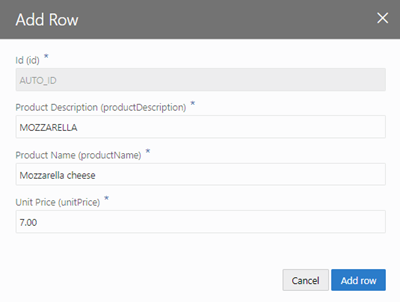 Add Row
Id (id) *
AUTO_ID
Product Description (productDescription) *
MOZZARELLA
Product Name (productName) *
Mozzarella cheese
Unit Price (unitPrice) *
7.00
Cancel Add row